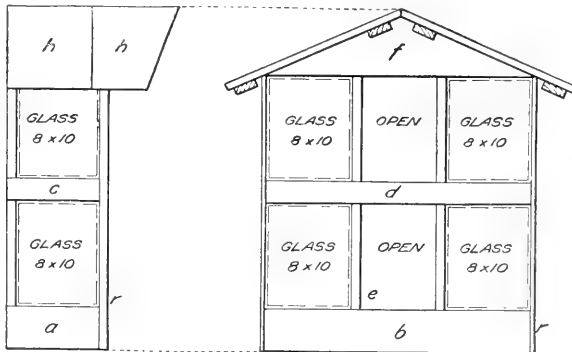 h h
f
GLASS
8 x 10
GLASS
8 x 10
OPEN
GLASS
8 x 10
c
d
GLASS
8 x 10
GLASS
8 x 10
OPEN
GLASS
8 x 10
r
e
a
b
r